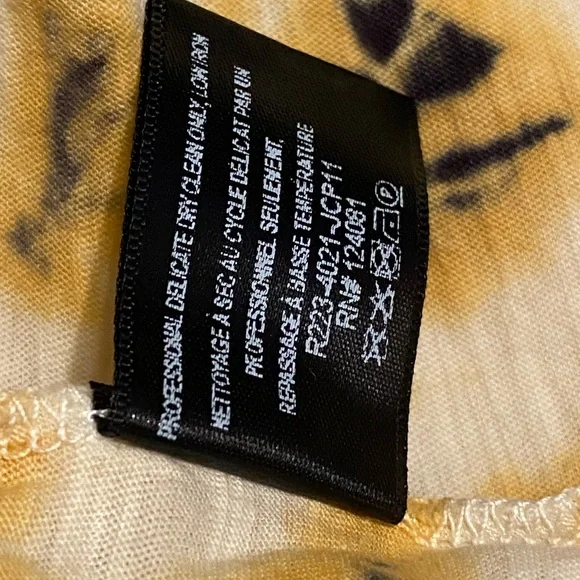 PROFESSIONAL DELICATE DRY CLEAN ONLY, LOW IRON
NETTOYAGE À SEC AU CYCLE DELICAT PAR UN
PROFESSIONNEL SEULEMENT,
REPASSAGE À BASSE TEMPERATURE
R223-4021-JCP11
RN# 124081